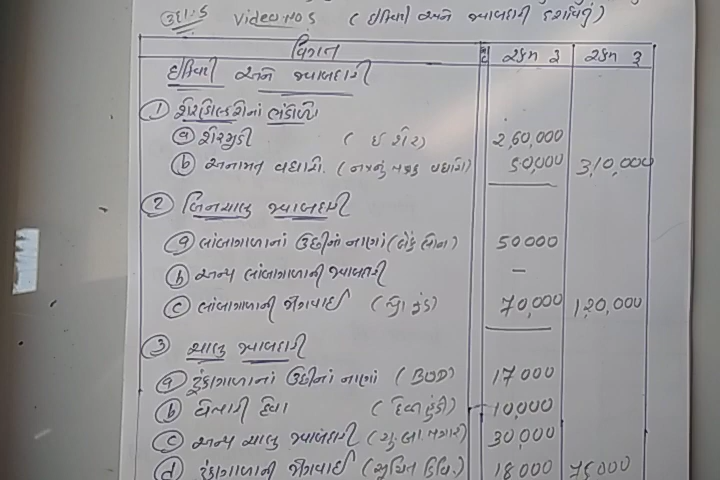 ઉદા.: 5 video no 5 ( ઇક્વિટી અને જવાબદારી દર્શાવવું)
વિગત રકમ રૂ રકમ રૂ
ઇક્વિટી અને જવાબદારી
① શેરહોલ્ડરોનાં ભંડોળો
ⓐ શેરમૂડી ( ઇ શેર) 2,60,000
ⓑ અનામત વધારો. (નફાનું વધારો) 50,000 3,10,000
② બિનચાલુ જવાબદારી
ⓐ લાંબાગાળાનાં ઉછીનાં નાણાં (બેંક લોન) 50000
ⓑ અન્ય લાંબાગાળાની જવાબદારી –
ⓒ લાંબાગાળાની જોગવાઈ ( ફંડ) 70,000 1,20,000
③ ચાલુ જવાબદારી
ⓐ ટૂંકાગાળાનાં ઉછીનાં નાણાં ( BOD) 17000
ⓑ વેપારી દેવાં (દેવીહૂંડી) 10,000
ⓒ અન્ય ચાલુ જવાબદારી 30,000
ⓓ ટૂંકાગાળાની જોગવાઈ (સૂચિત ડિવિ.) 18000 75000